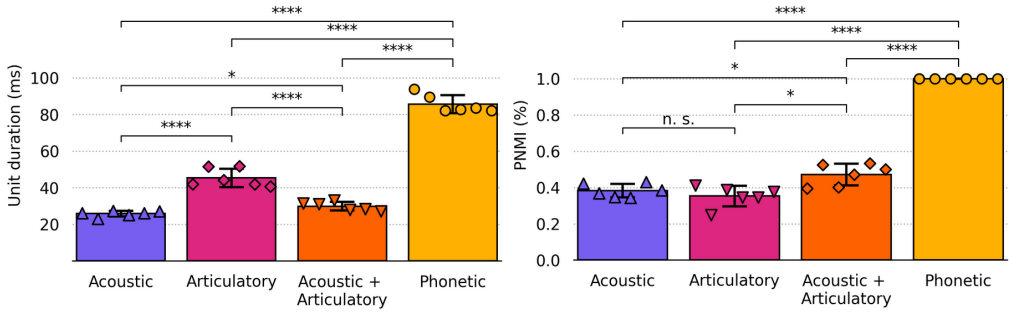 ****
****
****
*
****
****
Unit duration (ms)
100
80
60
40
20
Acoustic
Articulatory
Acoustic +
Articulatory
Phonetic
****
****
****
*
*
n. s.
PNMI (%)
1.0
0.8
0.6
0.4
0.2
0.0
Acoustic
Articulatory
Acoustic +
Articulatory
Phonetic